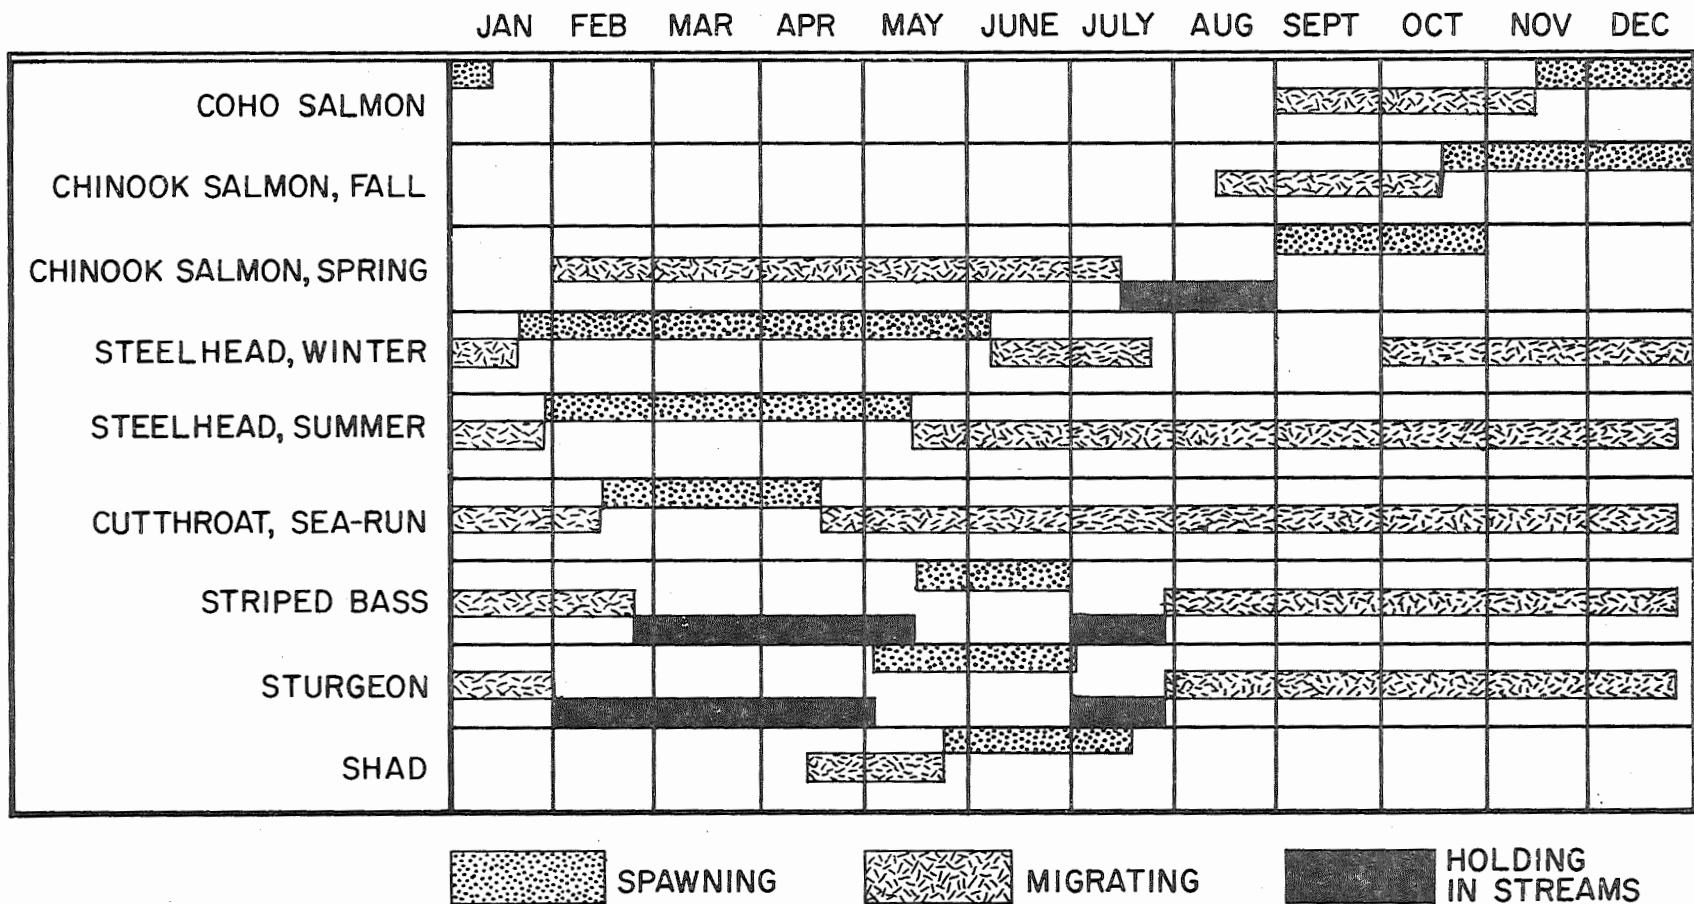 JAN FEB MAR APR MAY JUNE JULY AUG SEPT OCT NOV DEC
COHO SALMON
CHINOOK SALMON, FALL
CHINOOK SALMON, SPRING
STEELHEAD, WINTER
STEELHEAD, SUMMER
CUTTHROAT, SEA-RUN
STRIPED BASS
STURGEON
SHAD
SPAWNING
MIGRATING
HOLDING
IN STREAMS